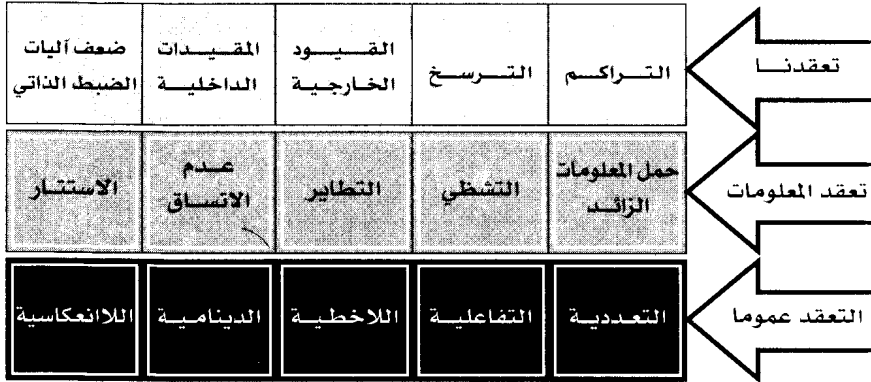 تعقدنا
التراكم
الترسخ
القيود
الخارجية
المقيدات
الداخلية
ضعف آليات
الضبط الذاتي
تعقد المعلومات
حمل المعلومات
الزائد
التشظي
التطاير
عدم
الاتساق
الاستتار
التعقد عموما
التعددية
التفاعلية
اللاخطية
الدينامية
اللاانعكاسية